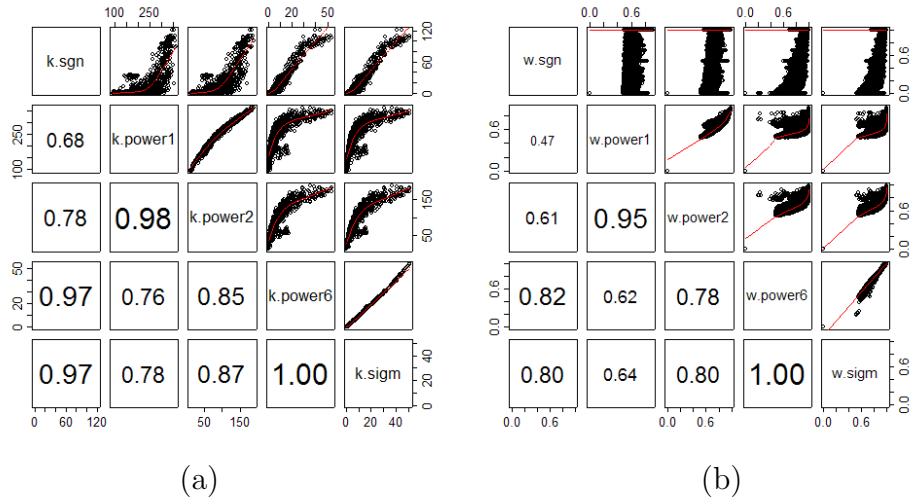 100 250
0 20 40
0.0 0.6
0.0 0.6
k.sgn
0 60 120
w.sgn
0.0 0.6
100 250
0.68
k.power1
0.0 0.6
0.47
w.power1
0.78
0.98
k.power2
50 150
0.61
0.95
w.power2
0.0 0.6
0 20 50
0.97
0.76
0.85
k.power6
0.0 0.6
0.82
0.62
0.78
w.power6
0.97
0.78
0.87
1.00
k.sigm
0 20 40
0.80
0.64
0.80
1.00
w.sigm
0.0 0.6
0 60 120
50 150
0 20 40
0.0 0.6
0.0 0.6
0.0 0.6
(a)
(b)